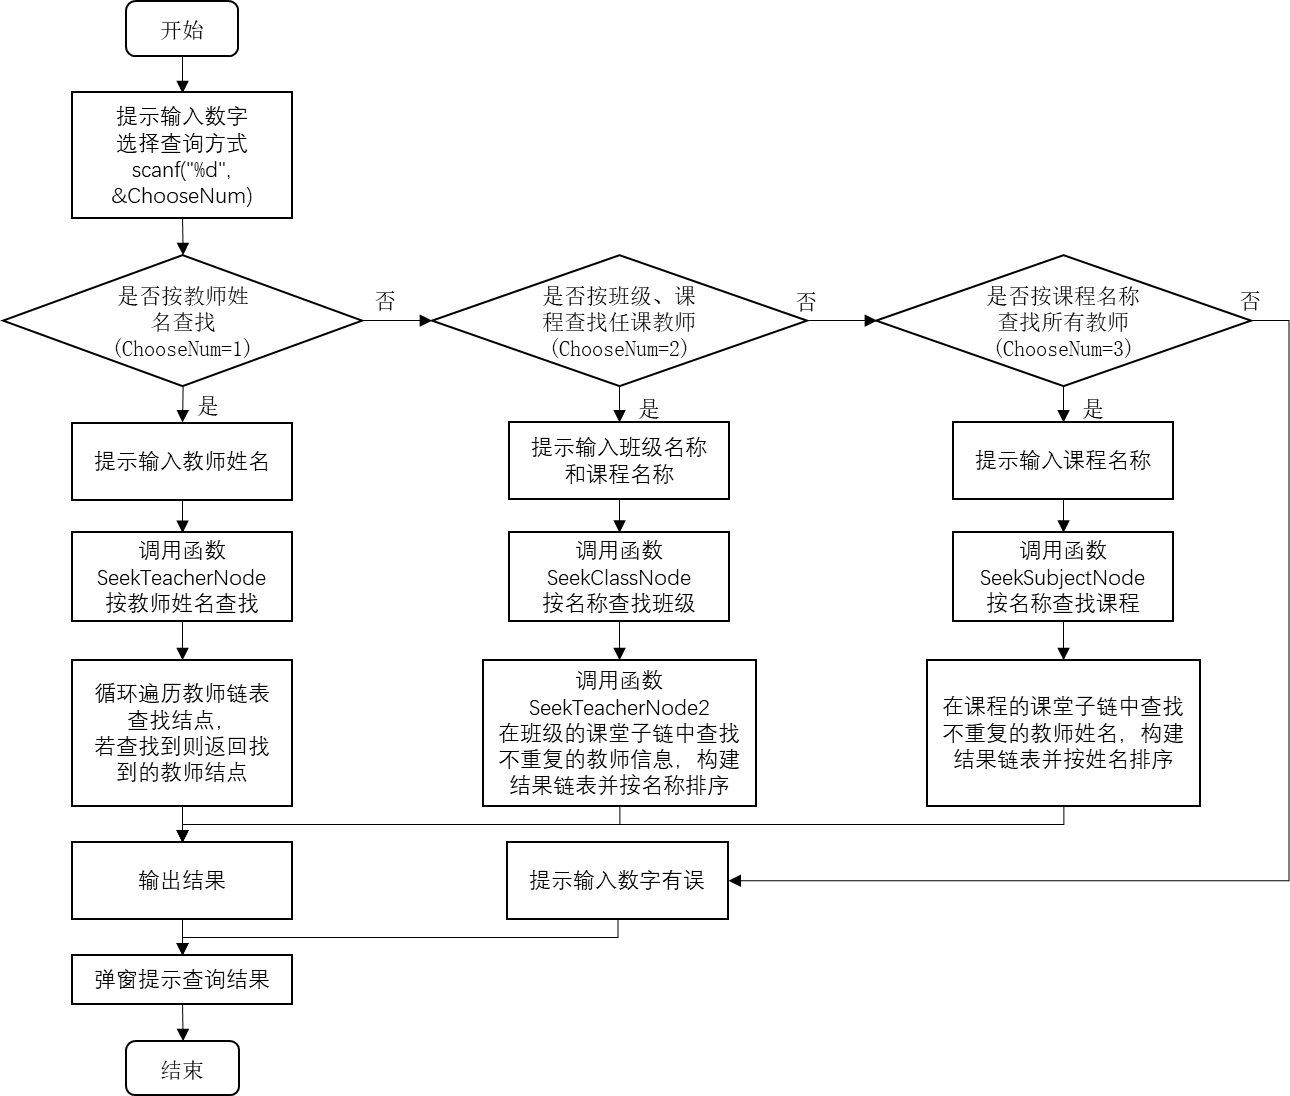 开始
提示输入数字
选择查询方式
scanf("%d",
&ChooseNum)
是否按教师姓
名查找
(ChooseNum=1)
否
是否按班级、课
程查找任课教师
(ChooseNum=2)
否
是否按课程名称
查找所有教师
(ChooseNum=3)
否
是
是
是
提示输入教师姓名
提示输入班级名称
和课程名称
提示输入课程名称
调用函数
SeekTeacherNode
按教师姓名查找
调用函数
SeekClassNode
按名称查找班级
调用函数
SeekSubjectNode
按名称查找课程
循环遍历教师链表
查找结点，
若查找到则返回找
到的教师结点
调用函数
SeekTeacherNode2
在班级的课堂子链中查找
不重复的教师信息，构建
结果链表并按名称排序
在课程的课堂子链中查找
不重复的教师姓名，构建
结果链表并按姓名排序
输出结果
提示输入数字有误
弹窗提示查询结果
结束